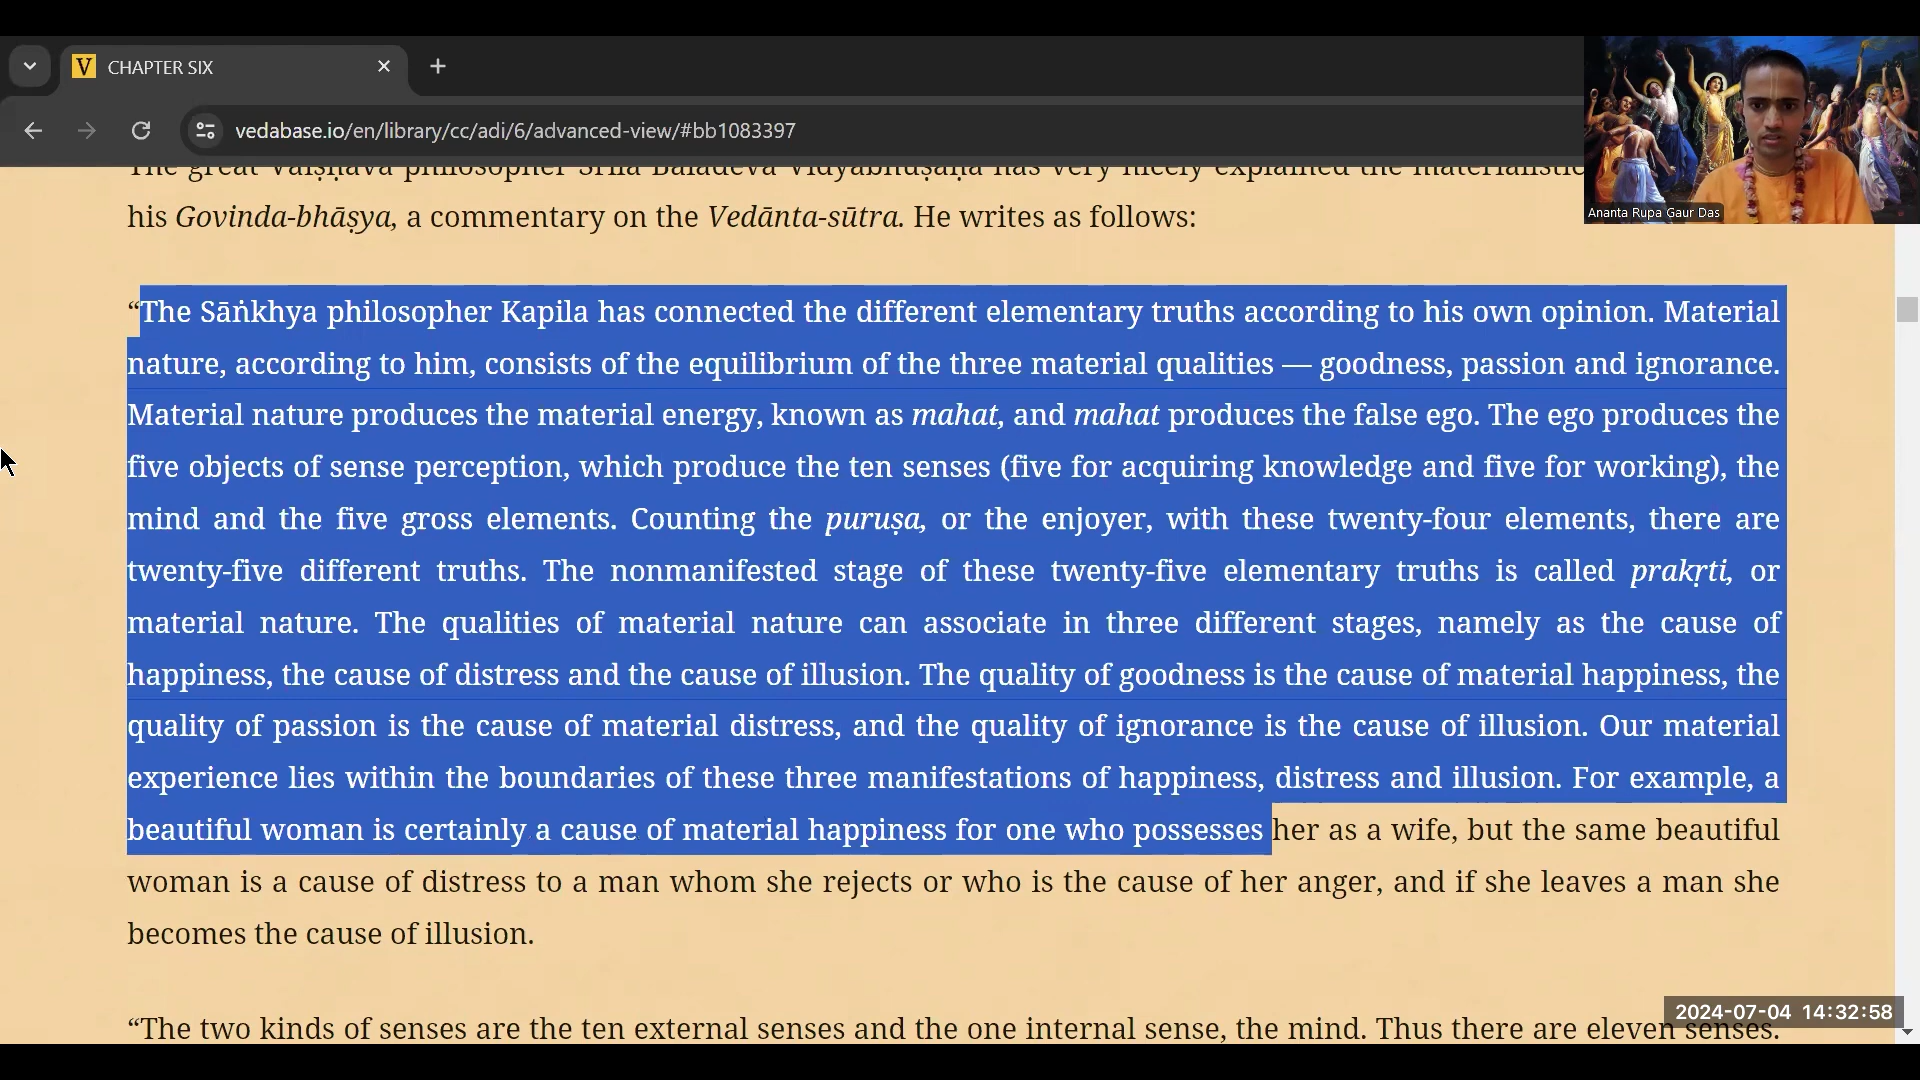 CHAPTER SIX
vedabase.io/en/library/cc/adi/6/advanced-view/#bb1083397
Ananta Rupa Gaur Das
The great Vaiṣṇava philosopher Śrīla Baladeva Vidyābhūṣaṇa has very nicely explained the
his Govinda-bhāṣya, a commentary on the Vedānta-sūtra. He writes as follows:
“The Sāṅkhya philosopher Kapila has connected the different elementary truths according to his own opinion. Material
nature, according to him, consists of the equilibrium of the three material qualities — goodness, passion and ignorance.
Material nature produces the material energy, known as mahat, and mahat produces the false ego. The ego produces the
five objects of sense perception, which produce the ten senses (five for acquiring knowledge and five for working), the
mind and the five gross elements. Counting the puruṣa, or the enjoyer, with these twenty-four elements, there are
twenty-five different truths. The nonmanifested stage of these twenty-five elementary truths is called prakṛti, or
material nature. The qualities of material nature can associate in three different stages, namely as the cause of
happiness, the cause of distress and the cause of illusion. The quality of goodness is the cause of material happiness, the
quality of passion is the cause of material distress, and the quality of ignorance is the cause of illusion. Our material
experience lies within the boundaries of these three manifestations of happiness, distress and illusion. For example, a
beautiful woman is certainly a cause of material happiness for one who possesses her as a wife, but the same beautiful
woman is a cause of distress to a man whom she rejects or who is the cause of her anger, and if she leaves a man she
becomes the cause of illusion.
“The two kinds of senses are the ten external senses and the one internal sense, the mind. Thus there are eleven senses.
2024-07-04 14:32:58